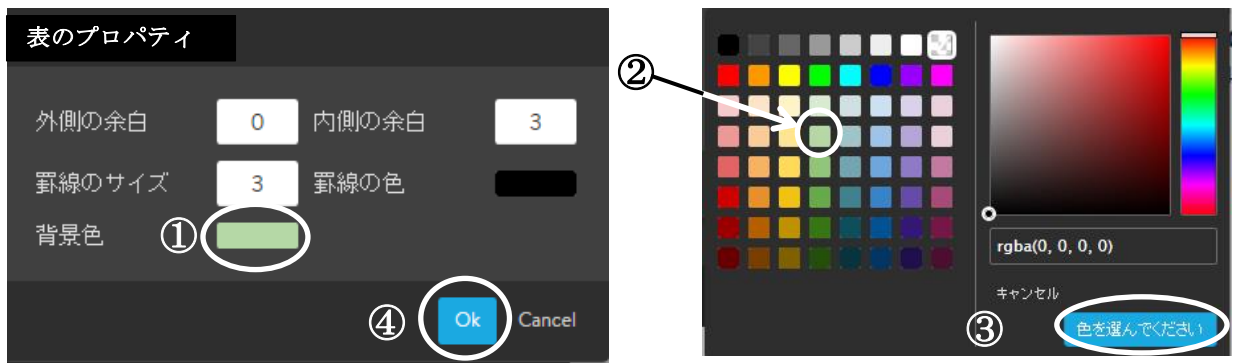 表のプロパティ
外側の余白 0 内側の余白 3
罫線のサイズ 3 罫線の色
背景色 ①
④ Ok Cancel
②
rgba(0, 0, 0, 0)
キャンセル
③ 色を選んでください